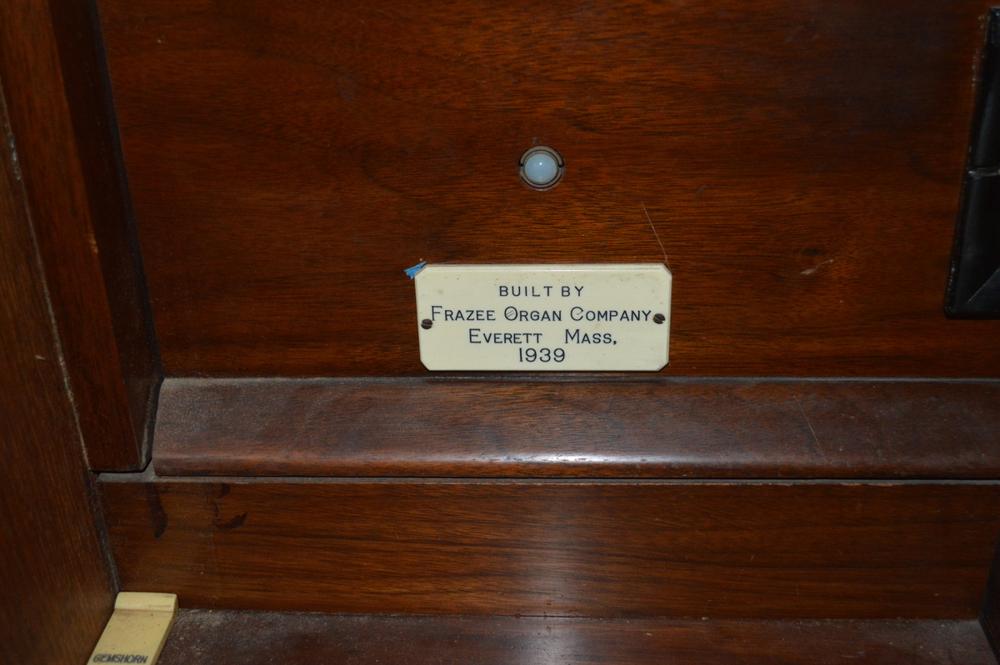 BUILT BY
FRAZEE ORGAN COMPANY
EVERETT MASS,
1939
GEMSHORN